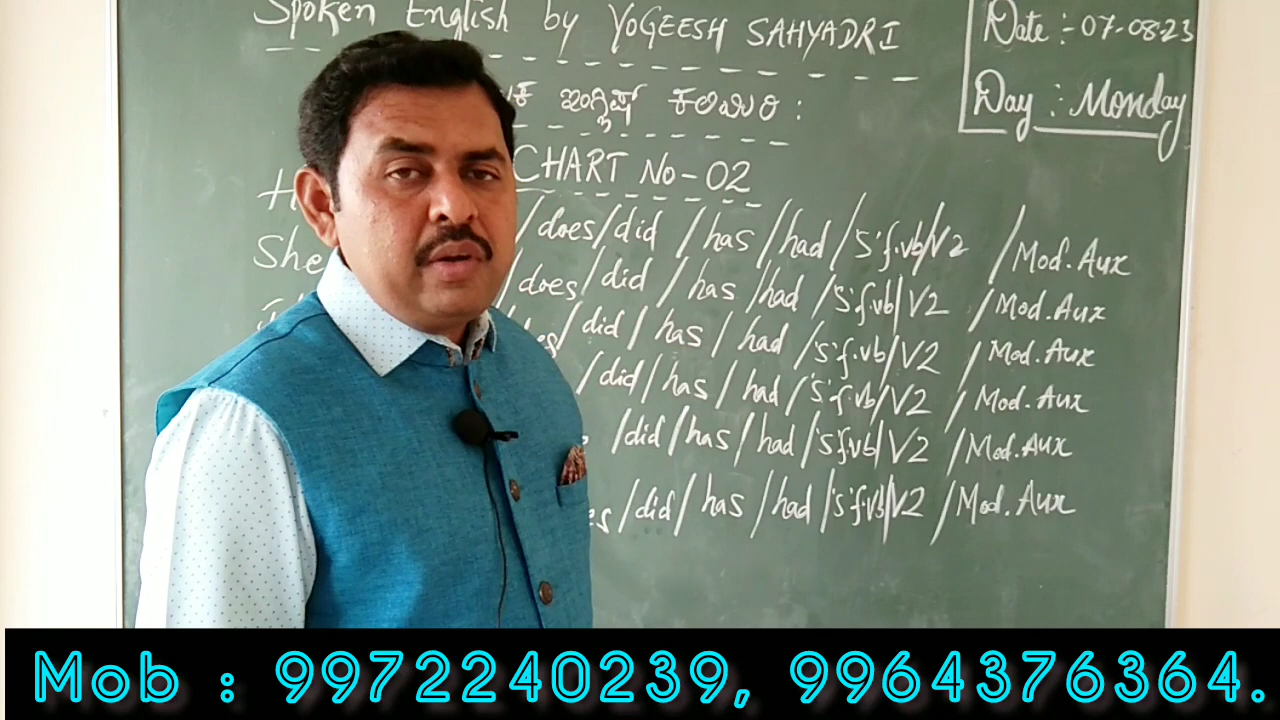 Spoken English by YOGEESH SAHYADRI
Date :- 07-08-23
Day : Monday
ಇಂಗ್ಲಿಷ್ ಕಲಿಯಿರಿ :
CHART No - 02
/does/did /has/had/'S'f.vb/V2 /Mod. Aux
She /does/did /has /had /'S'f.vb/V2 /Mod. Aux
/did /has /had /'S'f.vb/V2 /Mod. Aux
/did/has/had/'S'f.vb/V2 /Mod. Aux
/did/has/had/'S'f.vb/V2 /Mod. Aux
/did/has/had/'S'f.vb/V2 /Mod. Aux
Mob : 9972240239, 9964376364.